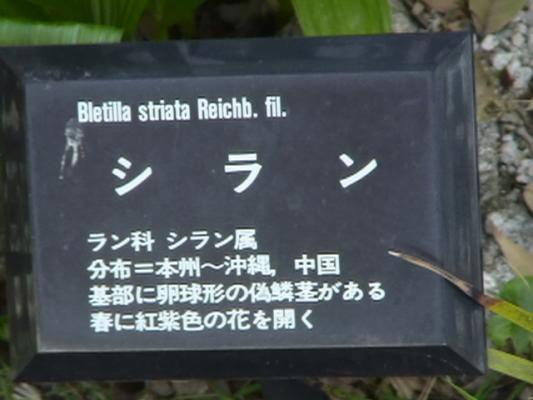 Bletilla striata Reichb. fil.
シラン
ラン科 シラン属
分布＝本州～沖縄，中国
基部に卵球形の偽鱗茎がある
春に紅紫色の花を開く